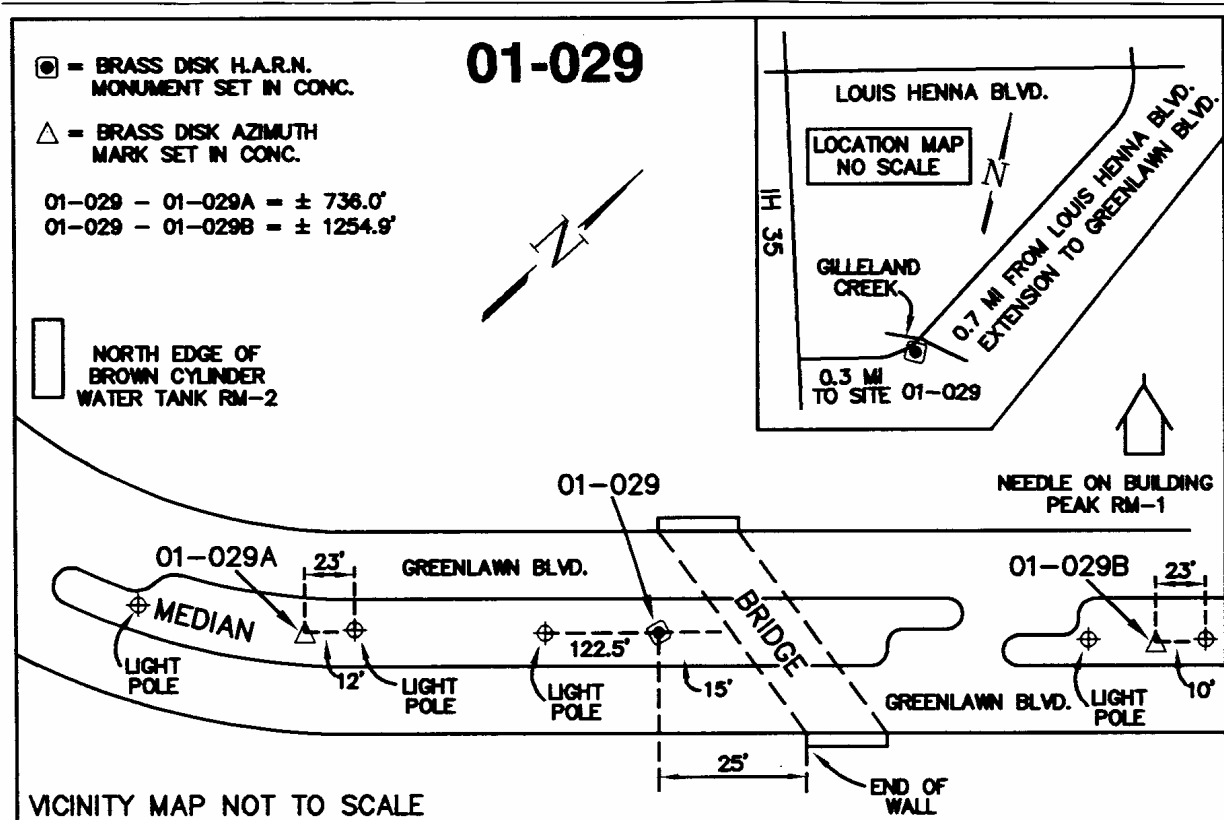 01-029
= BRASS DISK H.A.R.N.
MONUMENT SET IN CONC.
= BRASS DISK AZIMUTH
MARK SET IN CONC.
01-029 - 01-029A = ± 736.0'
01-029 - 01-029B = ± 1254.9'
N
NORTH EDGE OF
BROWN CYLINDER
WATER TANK RM-2
LOUIS HENNA BLVD.
LOCATION MAP
NO SCALE
N
IH 35
GILLELAND
CREEK
0.7 MI FROM LOUIS HENNA BLVD.
EXTENSION TO GREENLAWN BLVD.
0.3 MI
TO SITE 01-029
NEEDLE ON BUILDING
PEAK RM-1
01-029
01-029A
23'
GREENLAWN BLVD.
01-029B
23'
MEDIAN
BRIDGE
122.5'
LIGHT
POLE
12'
LIGHT
POLE
LIGHT
POLE
15'
GREENLAWN BLVD.
LIGHT
POLE
10'
25'
END OF
WALL
VICINITY MAP NOT TO SCALE